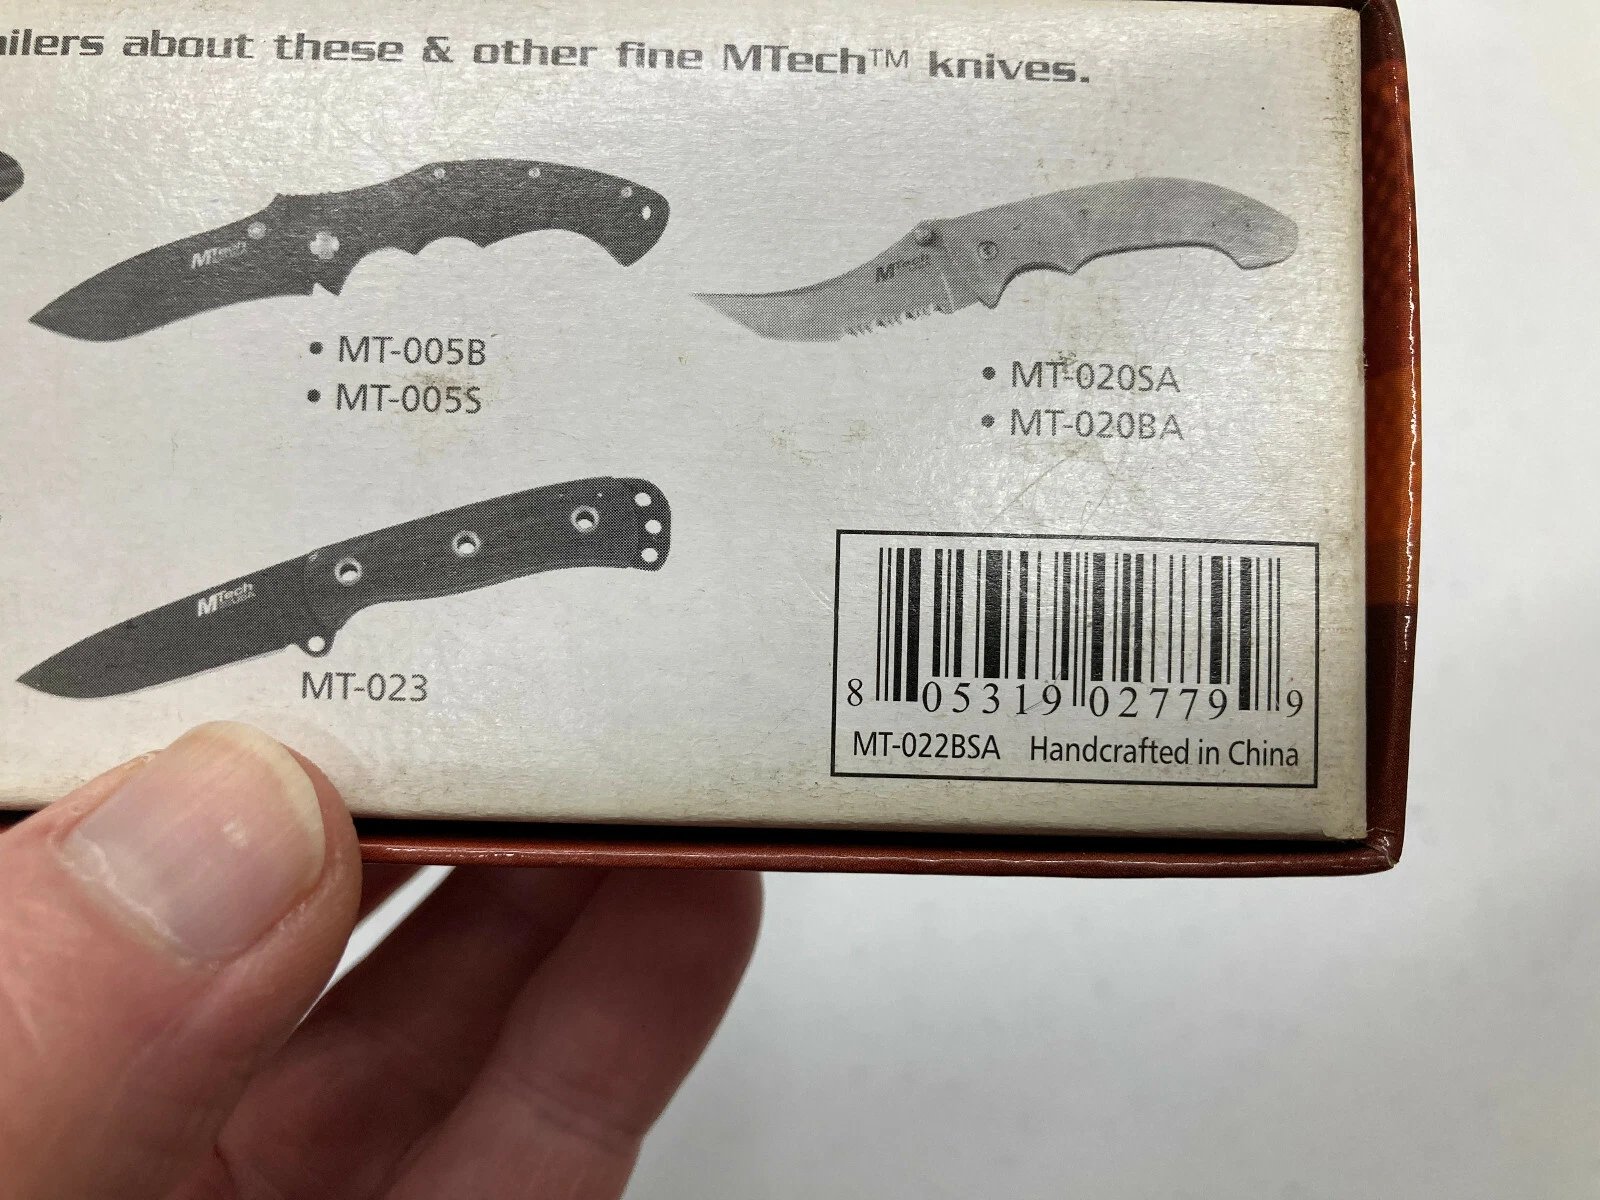 ailers about these & other fine MTech™ knives.
MTech
• MT-005B
• MT-005S
MTech
• MT-020SA
• MT-020BA
MTech
MT-023
8 05319 02779 9
MT-022BSA Handcrafted in China